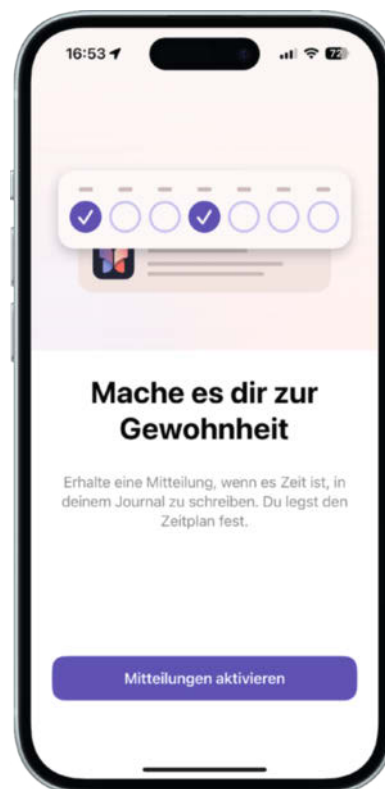 16:53
72
Mache es dir zur
Gewohnheit
Erhalte eine Mitteilung, wenn es Zeit ist, in
deinem Journal zu schreiben. Du legst den
Zeitplan fest.
Mitteilungen aktivieren